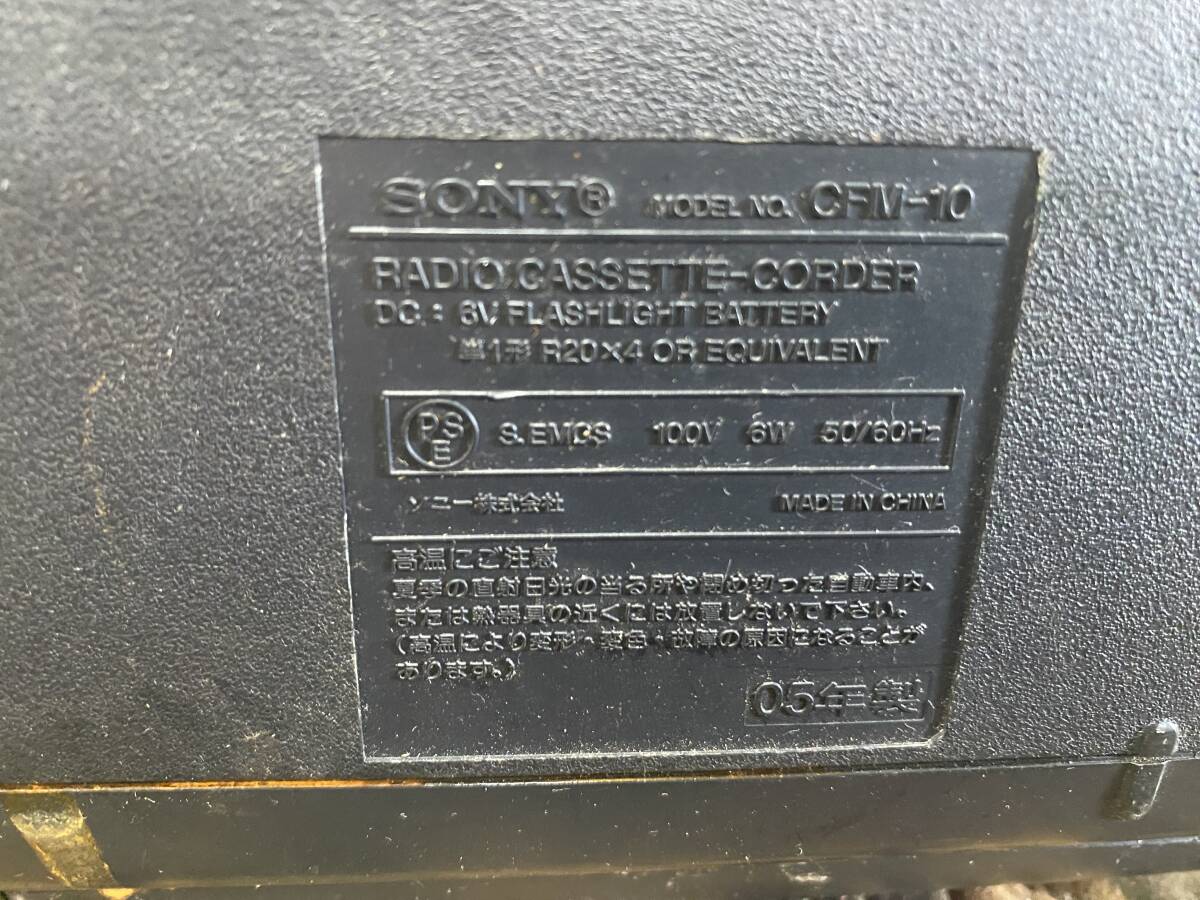 SONY® MODEL NO. CFM-10
RADIO CASSETTE-CORDER
DC : 6V FLASHLIGHT BATTERY
単1形 R20×4 OR EQUIVALENT
PSE S.EMCS 100V 6W 50/60Hz
ソニー株式会社 MADE IN CHINA
高温にご注意
夏季の直射日光の当る所や閉め切った自動車内、
または熱器具の近くには放置しないで下さい。
(高温により変形・変色・故障の原因になることが
あります。)
05年製